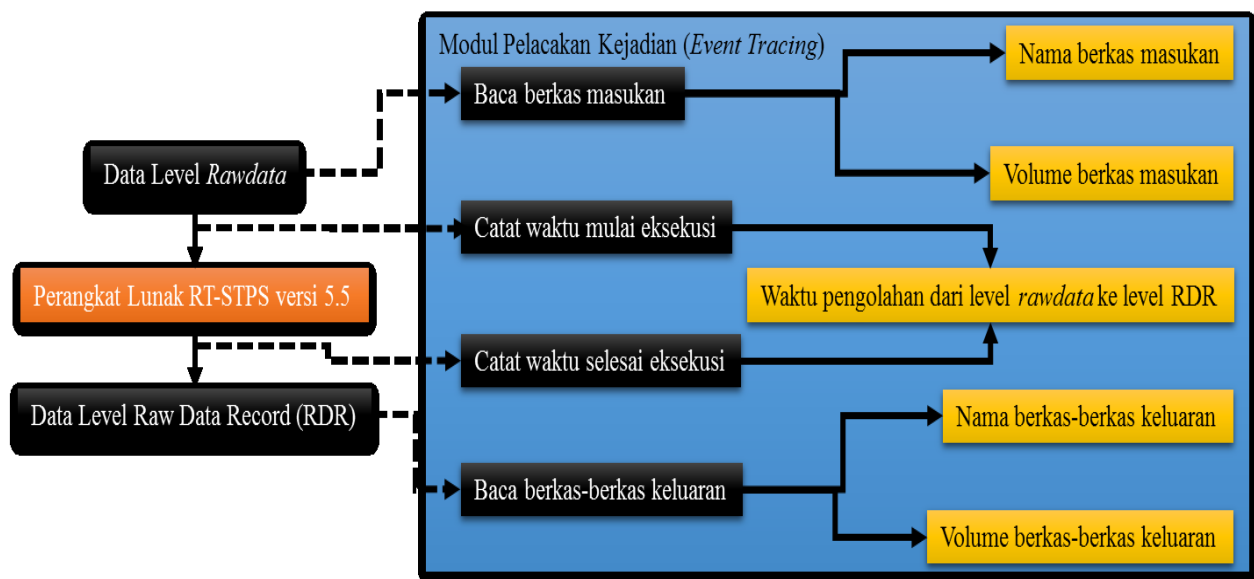 Modul Pelacakan Kejadian (Event Tracing)
Nama berkas masukan
Baca berkas masukan
Data Level Rawdata
Volume berkas masukan
Catat waktu mulai eksekusi
Perangkat Lunak RT-STPS versi 5.5
Waktu pengolahan dari level rawdata ke level RDR
Catat waktu selesai eksekusi
Data Level Raw Data Record (RDR)
Nama berkas-berkas keluaran
Baca berkas-berkas keluaran
Volume berkas-berkas keluaran